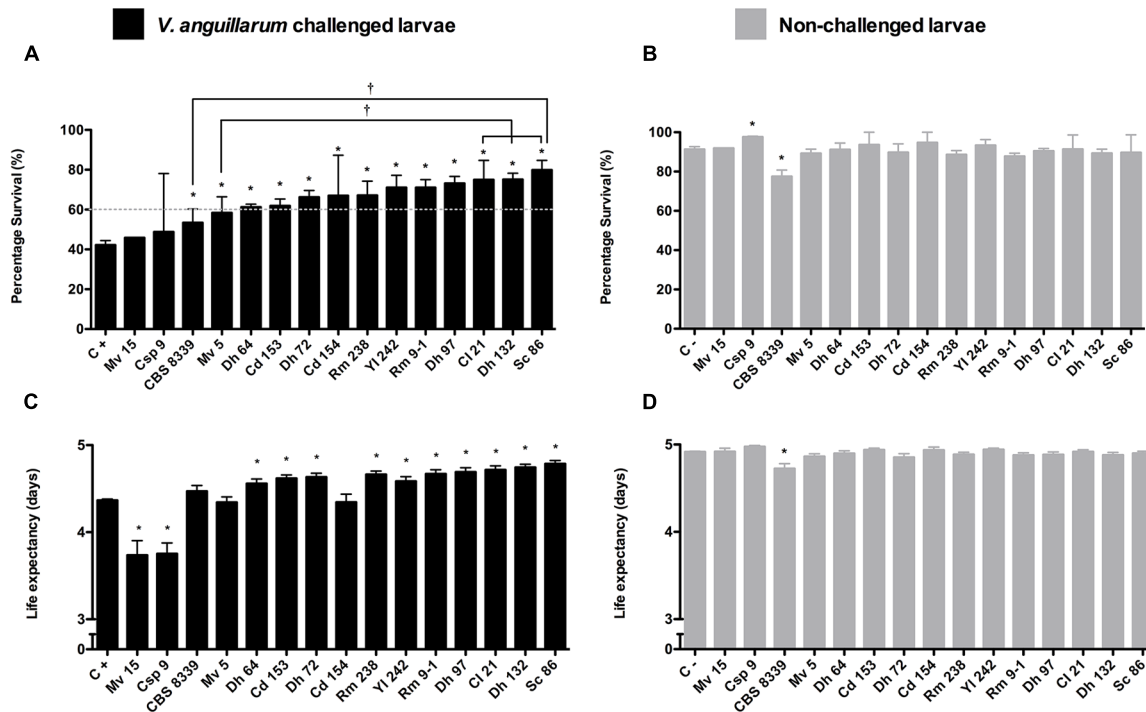 V. anguillarum challenged larvae
Non-challenged larvae
A
Percentage Survival (%)
100
80
60
40
20
0
†
†
* * * * * * * * * * * * *
C + Mv 15 Csp 9 CBS 8339 Mv 5 Dh 64 Cd 153 Dh 72 Cd 154 Rm 238 Yl 242 Rm 9-1 Dh 97 Cl 21 Dh 132 Sc 86
B
Percentage Survival (%)
100
80
60
40
20
0
* *
C - Mv 15 Csp 9 CBS 8339 Mv 5 Dh 64 Cd 153 Dh 72 Cd 154 Rm 238 Yl 242 Rm 9-1 Dh 97 Cl 21 Dh 132 Sc 86
C
Life expectancy (days)
5
4
3
0
* * * * * * * * * * * *
C + Mv 15 Csp 9 CBS 8339 Mv 5 Dh 64 Cd 153 Dh 72 Cd 154 Rm 238 Yl 242 Rm 9-1 Dh 97 Cl 21 Dh 132 Sc 86
D
Life expectancy (days)
5
4
3
0
*
C - Mv 15 Csp 9 CBS 8339 Mv 5 Dh 64 Cd 153 Dh 72 Cd 154 Rm 238 Yl 242 Rm 9-1 Dh 97 Cl 21 Dh 132 Sc 86